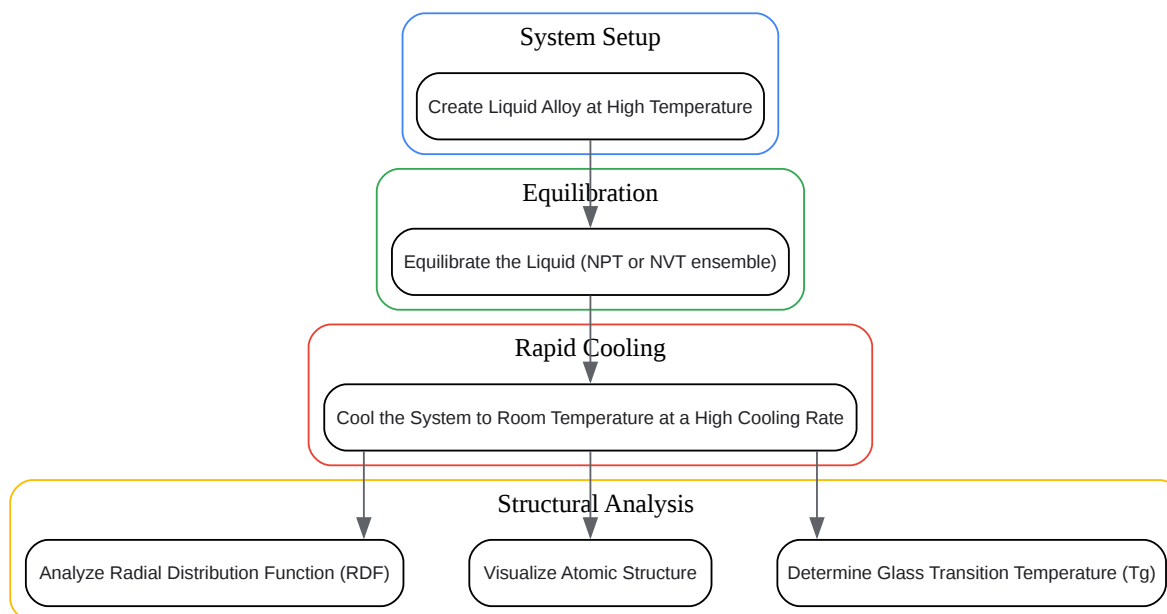 System Setup
Create Liquid Alloy at High Temperature
Equilibration
Equilibrate the Liquid (NPT or NVT ensemble)
Rapid Cooling
Cool the System to Room Temperature at a High Cooling Rate
Structural Analysis
Analyze Radial Distribution Function (RDF)
Visualize Atomic Structure
Determine Glass Transition Temperature (Tg)